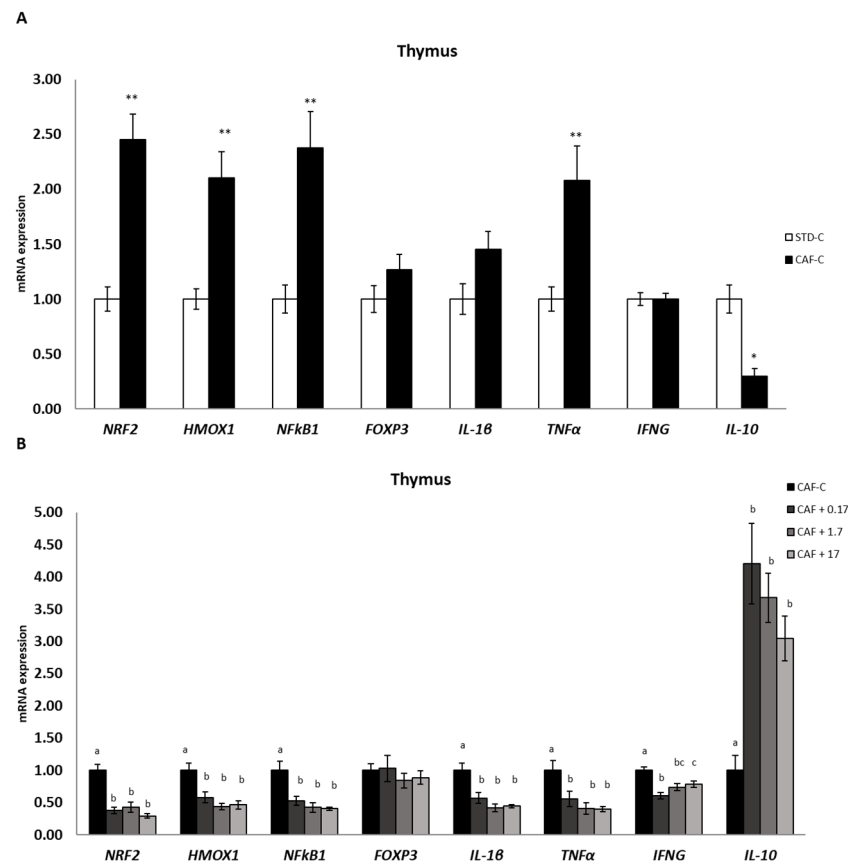 A
Thymus
3.00
2.50
2.00
1.50
1.00
0.50
0.00
mRNA expression
** ** ** ** *
STD-C
CAF-C
NRF2 HMOX1 NFkB1 FOXP3 IL-1β TNFα IFNG IL-10
B
Thymus
CAF-C
CAF + 0.17
CAF + 1.7
CAF + 17
5.00
4.50
4.00
3.50
3.00
2.50
2.00
1.50
1.00
0.50
0.00
mRNA expression
a b b b a b b b a b b b a b b b a b b b a b bc c a b b b
NRF2 HMOX1 NFkB1 FOXP3 IL-1β TNFα IFNG IL-10